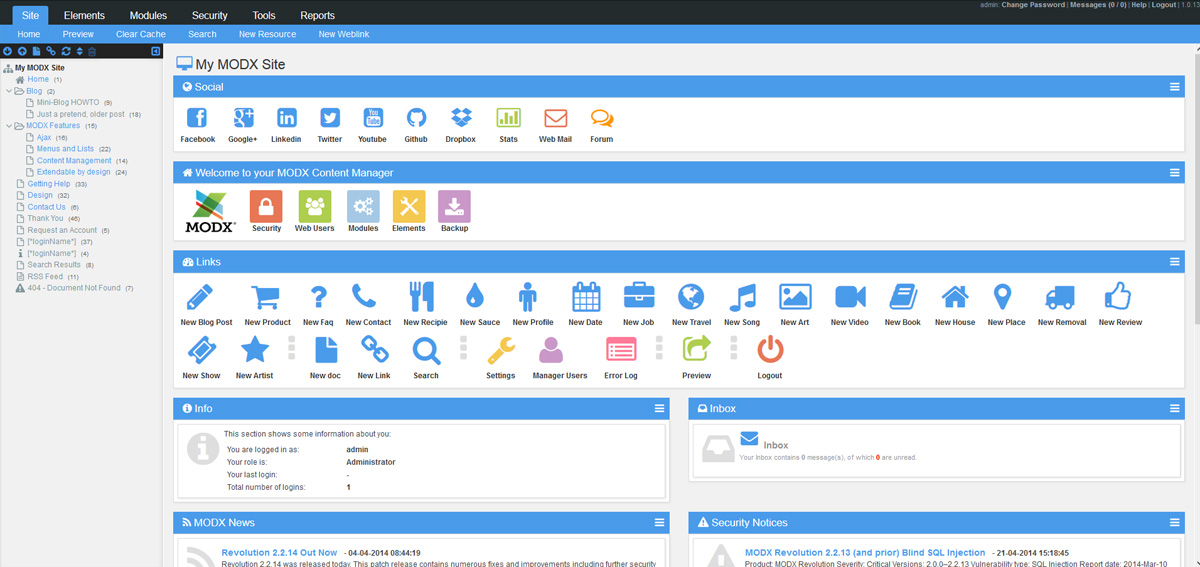 Site Elements Modules Security Tools Reports
admin: Change Password | Messages (0 / 0) | Help | Logout | 1.0.13
Home Preview Clear Cache Search New Resource New Weblink
My MODX Site
Home (1)
Blog (2)
Mini-Blog HOWTO (9)
Just a pretend, older post (18)
MODX Features (15)
Ajax (16)
Menus and Lists (22)
Content Management (14)
Extendable by design (24)
Getting Help (33)
Design (32)
Contact Us (6)
Thank You (46)
Request an Account (5)
[*loginName*] (37)
[*loginName*] (4)
Search Results (8)
RSS Feed (11)
404 - Document Not Found (7)
My MODX Site
Social
You
Tube
Facebook Google+ Linkedin Twitter Youtube Github Dropbox Stats Web Mail Forum
Welcome to your MODX Content Manager
MODX
Security Web Users Modules Elements Backup
Links
New Blog Post New Product New Faq New Contact New Recipie New Sauce New Profile New Date New Job New Travel New Song New Art New Video New Book New House New Place New Removal New Review
New Show New Artist New doc New Link Search Settings Manager Users Error Log Preview Logout
Info
This section shows some information about you:
You are logged in as: admin
Your role is: Administrator
Your last login: -
Total number of logins: 1
Inbox
Inbox
Your Inbox contains 0 message(s), of which 0 are unread.
MODX News
Revolution 2.2.14 Out Now - 04-04-2014 08:44:19
Revolution 2.2.14 was released today. This patch release contains numerous fixes and improvements including further security
Security Notices
MODX Revolution 2.2.13 (and prior) Blind SQL Injection - 21-04-2014 15:18:45
Product: MODX Revolution Severity: Critical Versions: 2.0.0–2.2.13 Vulnerability type: SQL Injection Report date: 2014-Mar-10